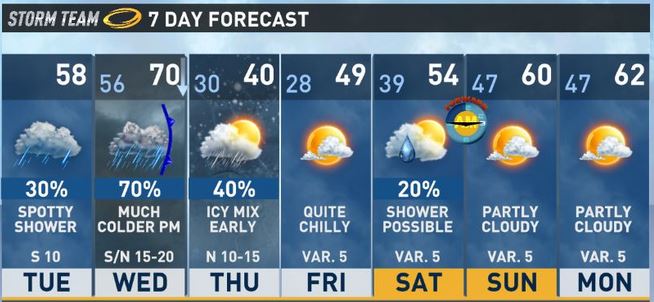 STORM TEAM 7 DAY FORECAST
58 56 70 30 40 28 49 39 54 47 60 47 62
AM
30% 70% 40% 20%
SPOTTY SHOWER
MUCH COLDER PM
ICY MIX EARLY
QUITE CHILLY
SHOWER POSSIBLE
PARTLY CLOUDY
PARTLY CLOUDY
S 10 S/N 15-20 N 10-15 VAR. 5 VAR. 5 VAR. 5 VAR. 5
TUE WED THU FRI SAT SUN MON